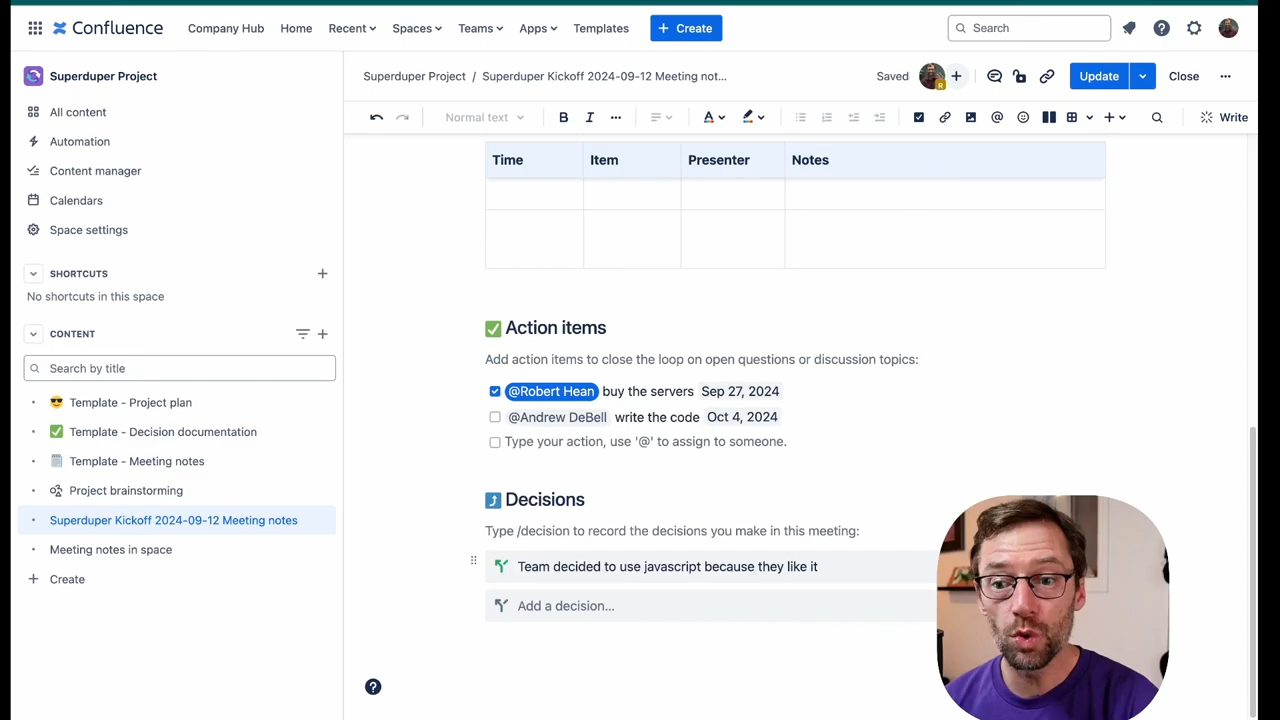 Confluence
Company Hub Home Recent Spaces Teams Apps Templates + Create
Search
Superduper Project
Superduper Project / Superduper Kickoff 2024-09-12 Meeting not...
Saved
R
Update
Close
All content
Automation
Content manager
Calendars
Space settings
SHORTCUTS
No shortcuts in this space
CONTENT
Search by title
Template - Project plan
Template - Decision documentation
Template - Meeting notes
Project brainstorming
Superduper Kickoff 2024-09-12 Meeting notes
Meeting notes in space
+ Create
Normal text
B I A
Write
Time Item Presenter Notes
Action items
Add action items to close the loop on open questions or discussion topics:
@Robert Hean buy the servers Sep 27, 2024
@Andrew DeBell write the code Oct 4, 2024
Type your action, use '@' to assign to someone.
Decisions
Type /decision to record the decisions you make in this meeting:
Team decided to use javascript because they like it
Add a decision...